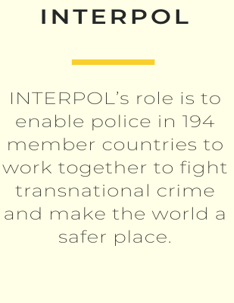 INTERPOL
INTERPOL's role is to
enable police in 194
member countries to
work together to fight
transnational crime
and make the world a
safer place.